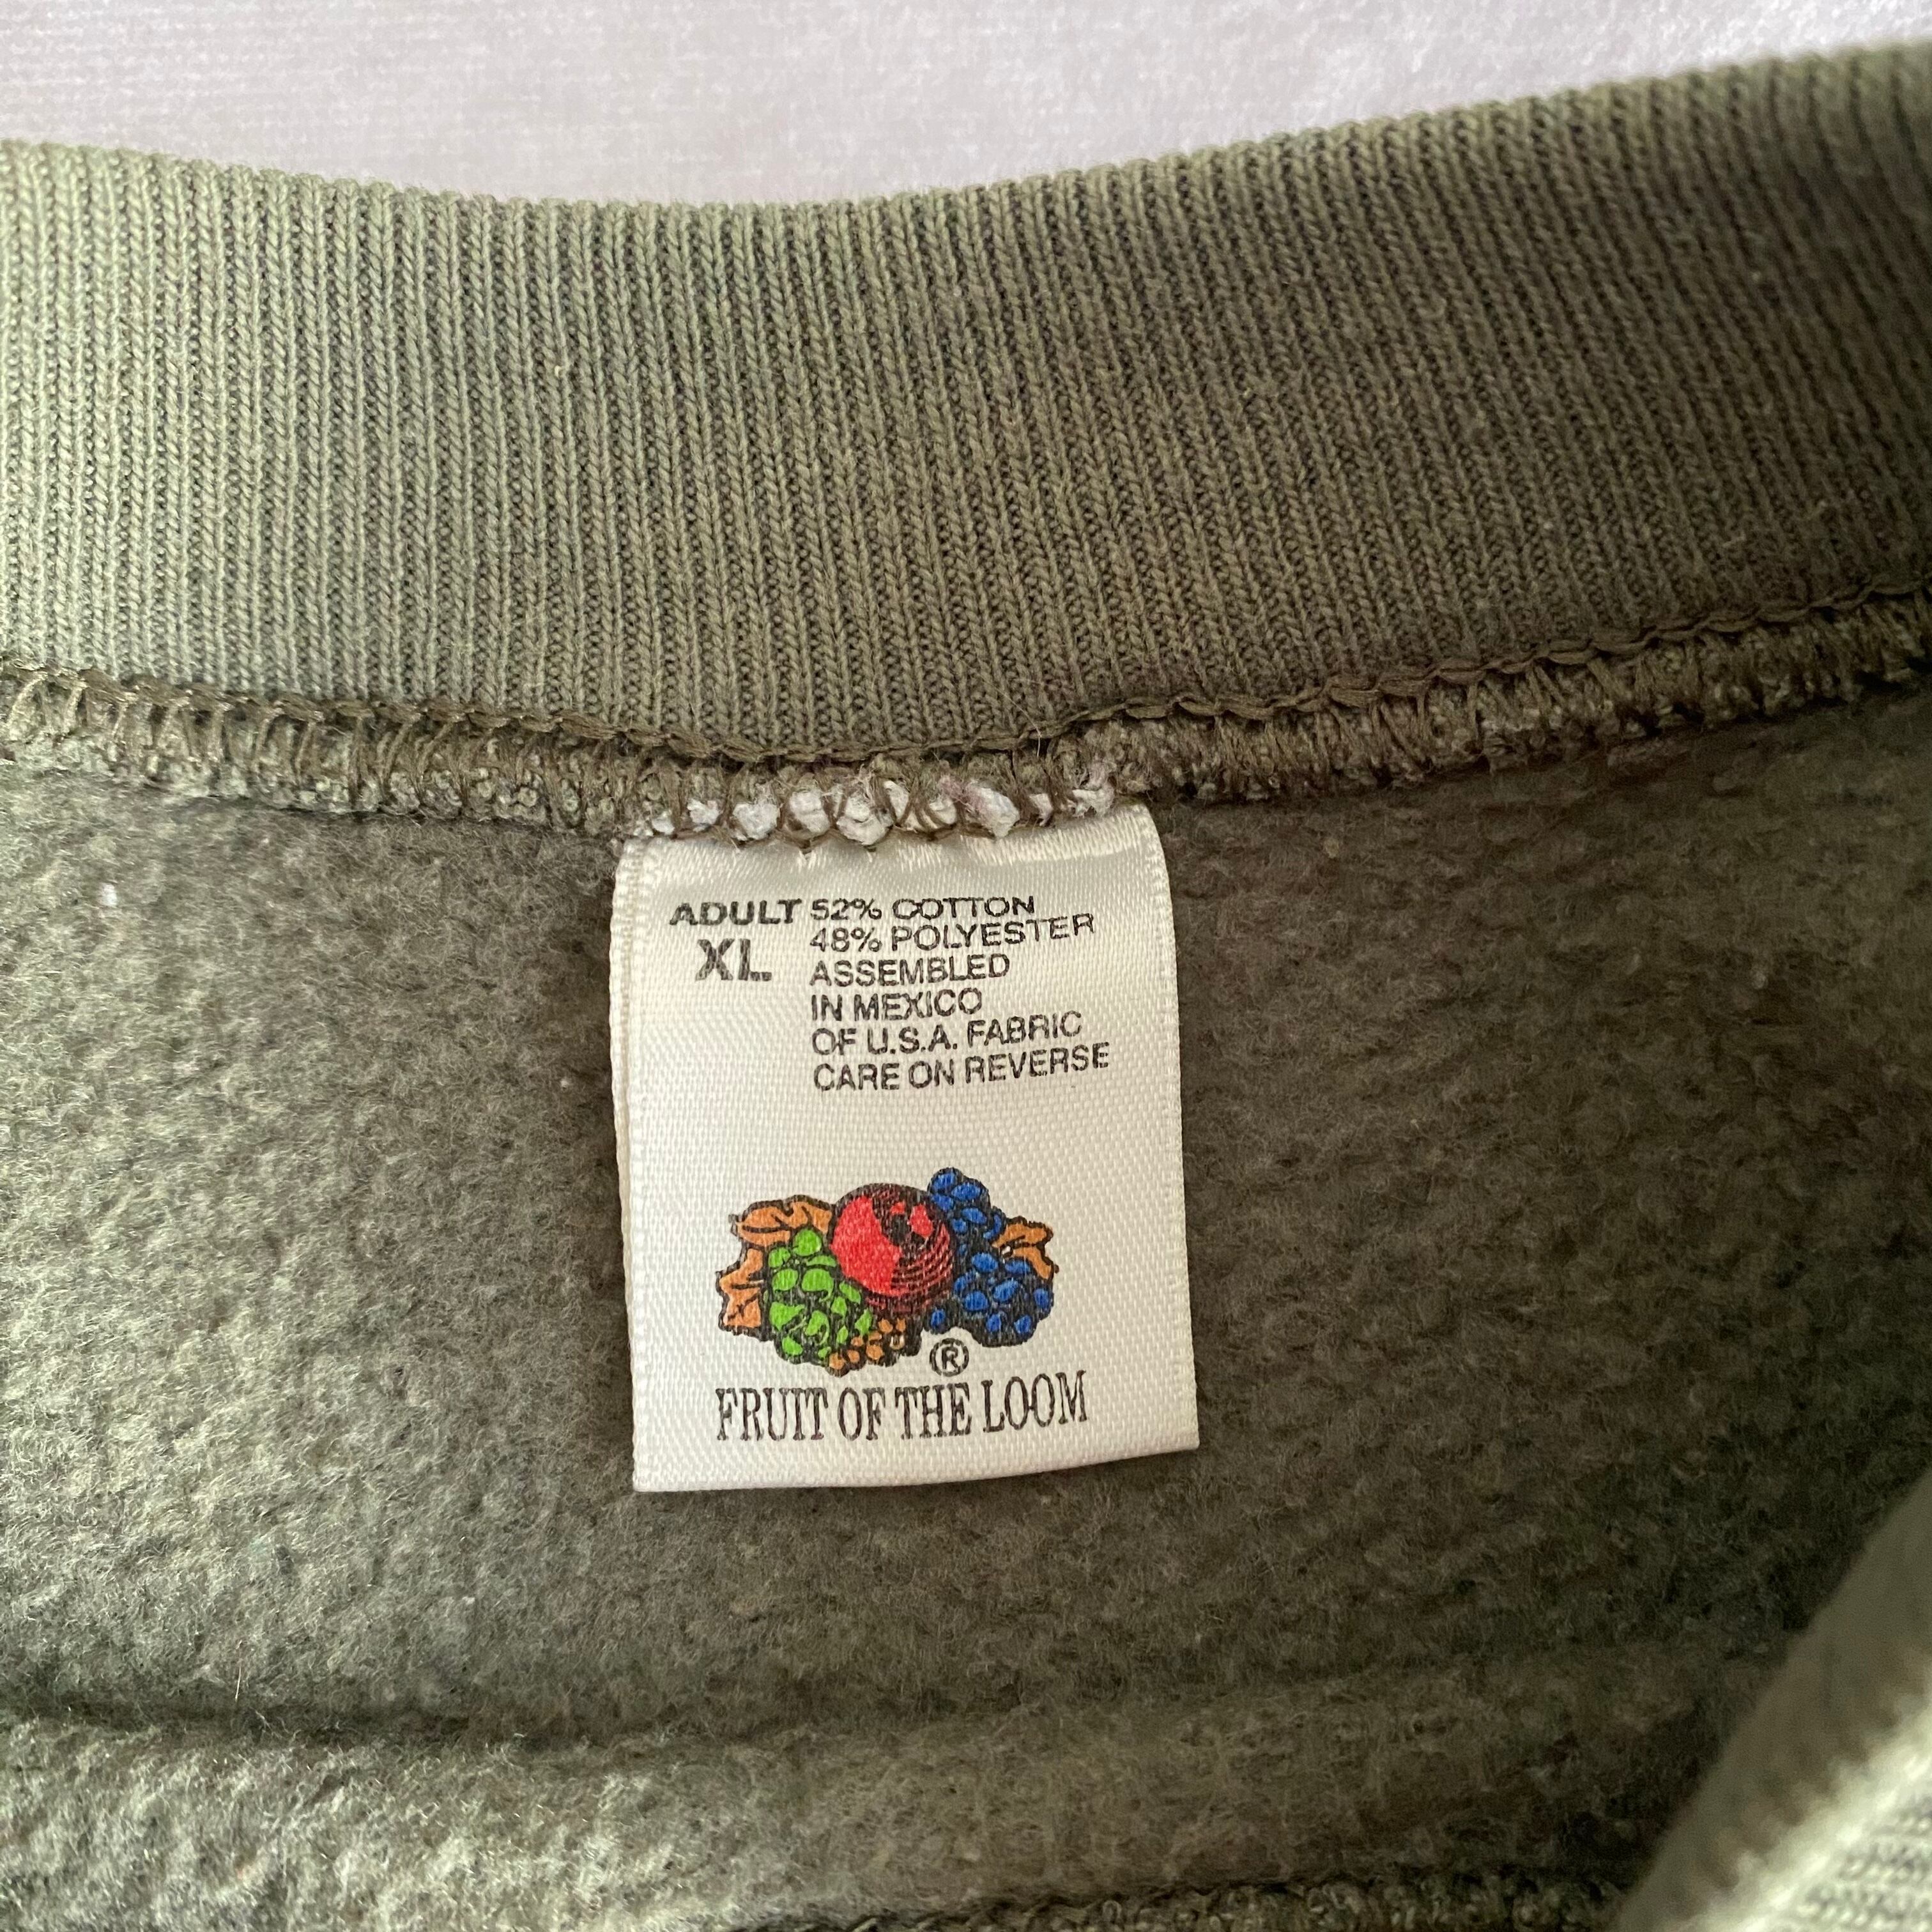 ADULT 52% COTTON
XL 48% POLYESTER
ASSEMBLED
IN MEXICO
OF U.S.A. FABRIC
CARE ON REVERSE
®
FRUIT OF THE LOOM